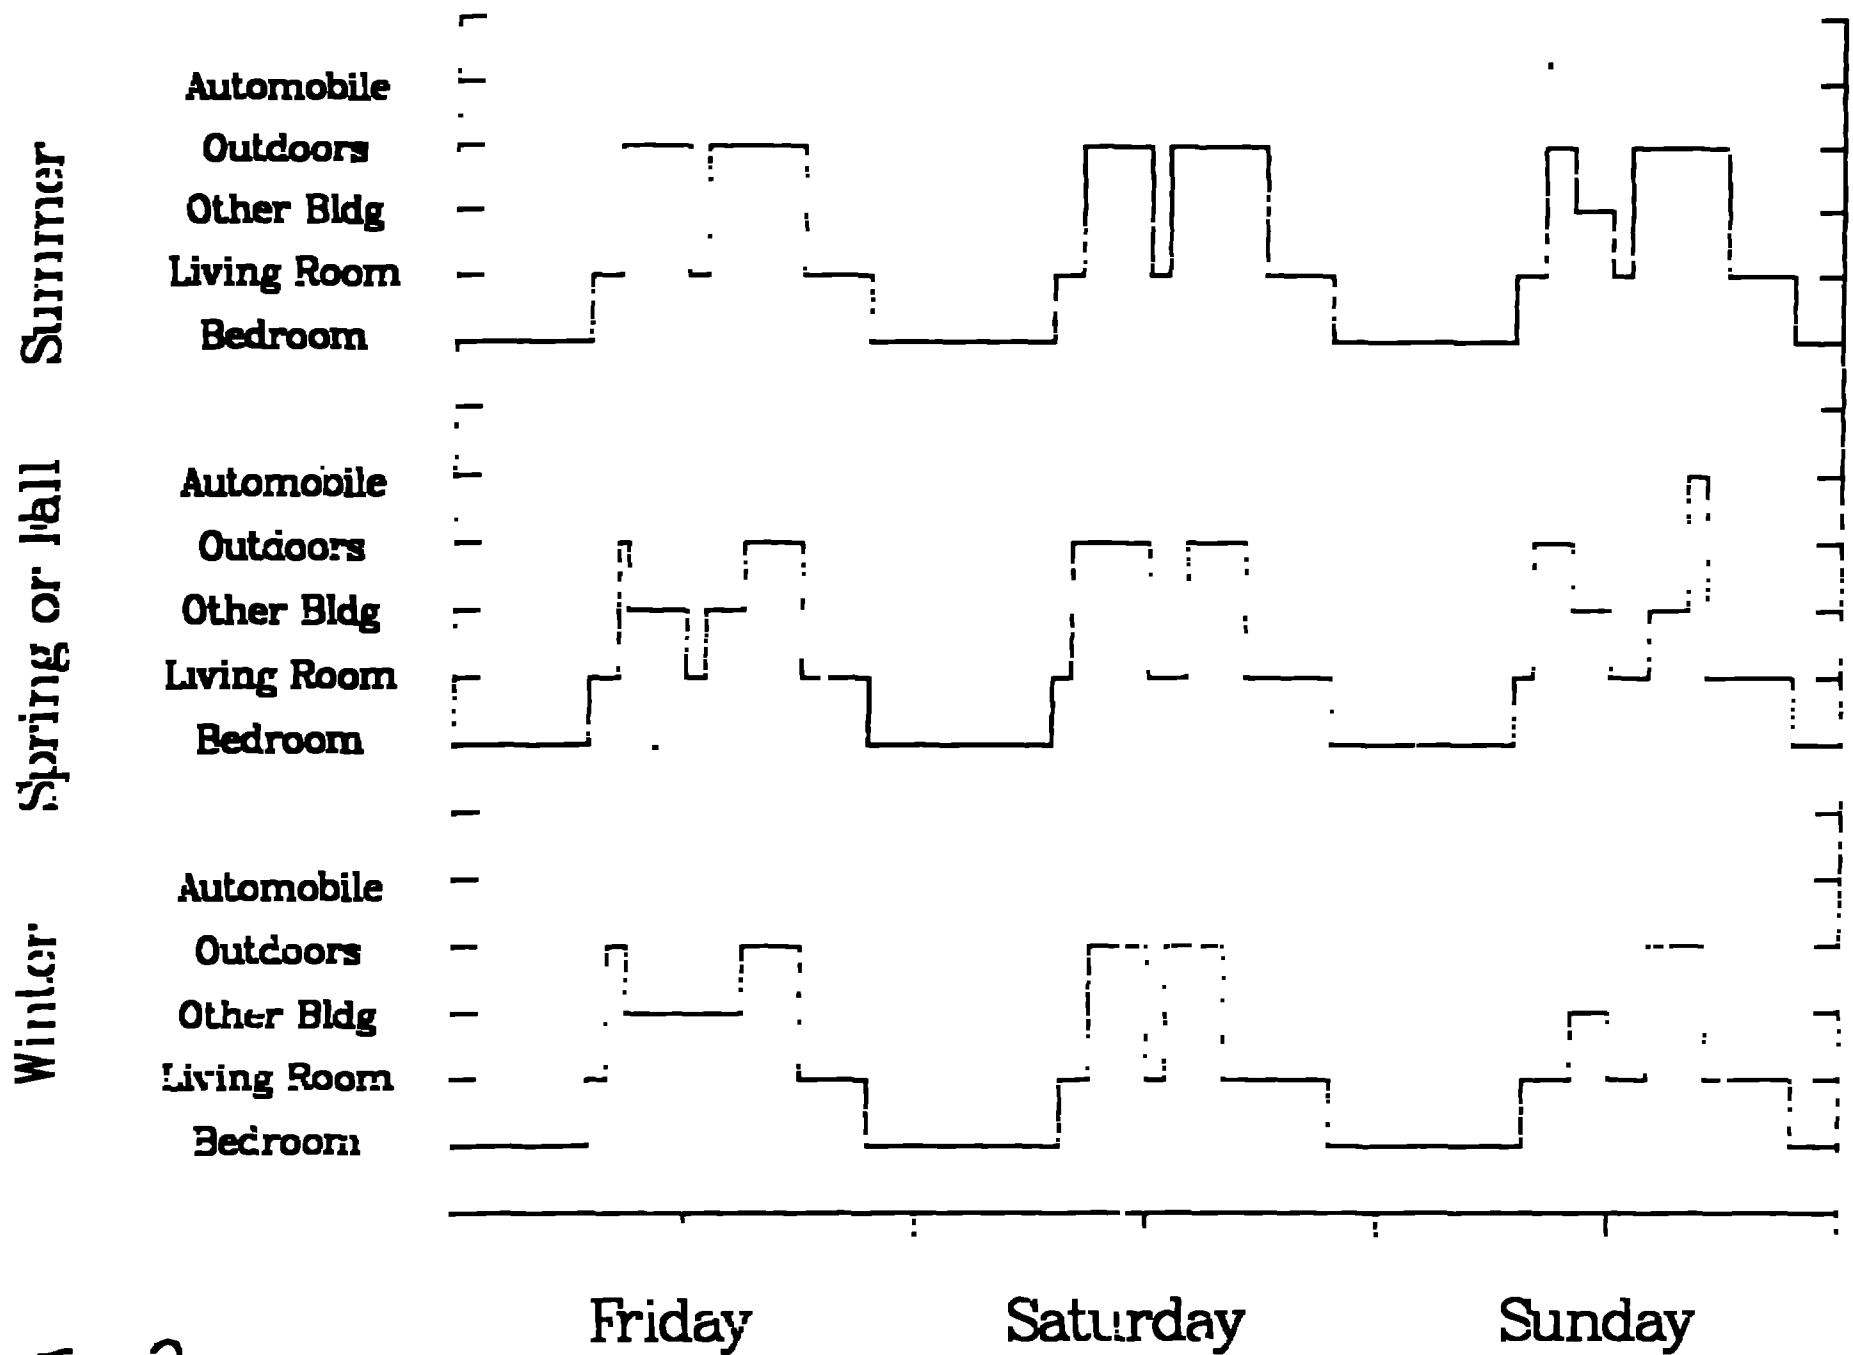 Summer
Automobile
Outdoors
Other Bldg
Living Room
Bedroom
Spring or Fall
Automobile
Outdoors
Other Bldg
Living Room
Bedroom
Winter
Automobile
Outdoors
Other Bldg
Living Room
Bedroom
Friday Saturday Sunday